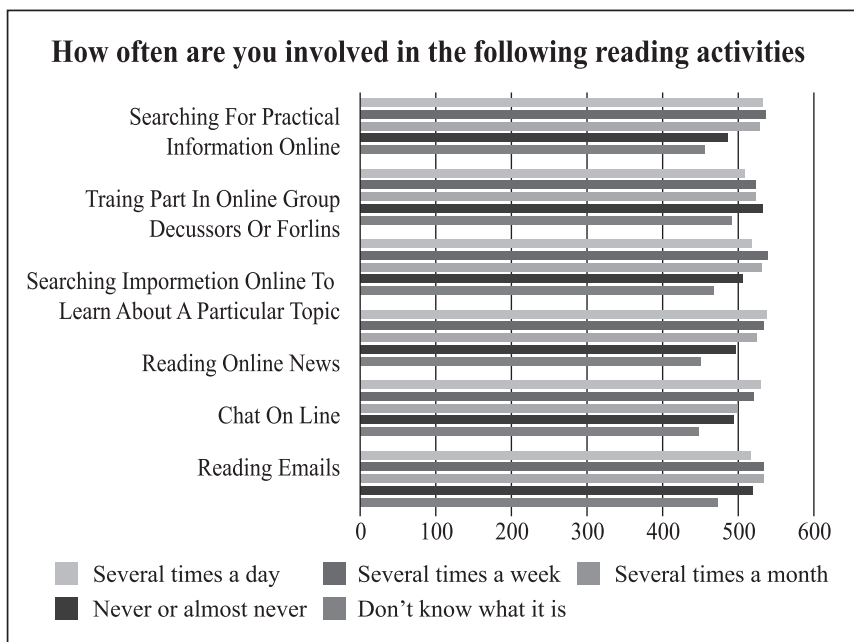 How often are you involved in the following reading activities
Searching For Practical
Information Online
Traing Part In Online Group
Decussors Or Forlins
Searching Impormetion Online To
Learn About A Particular Topic
Reading Online News
Chat On Line
Reading Emails
0 100 200 300 400 500 600
Several times a day Several times a week Several times a month
Never or almost never Don't know what it is